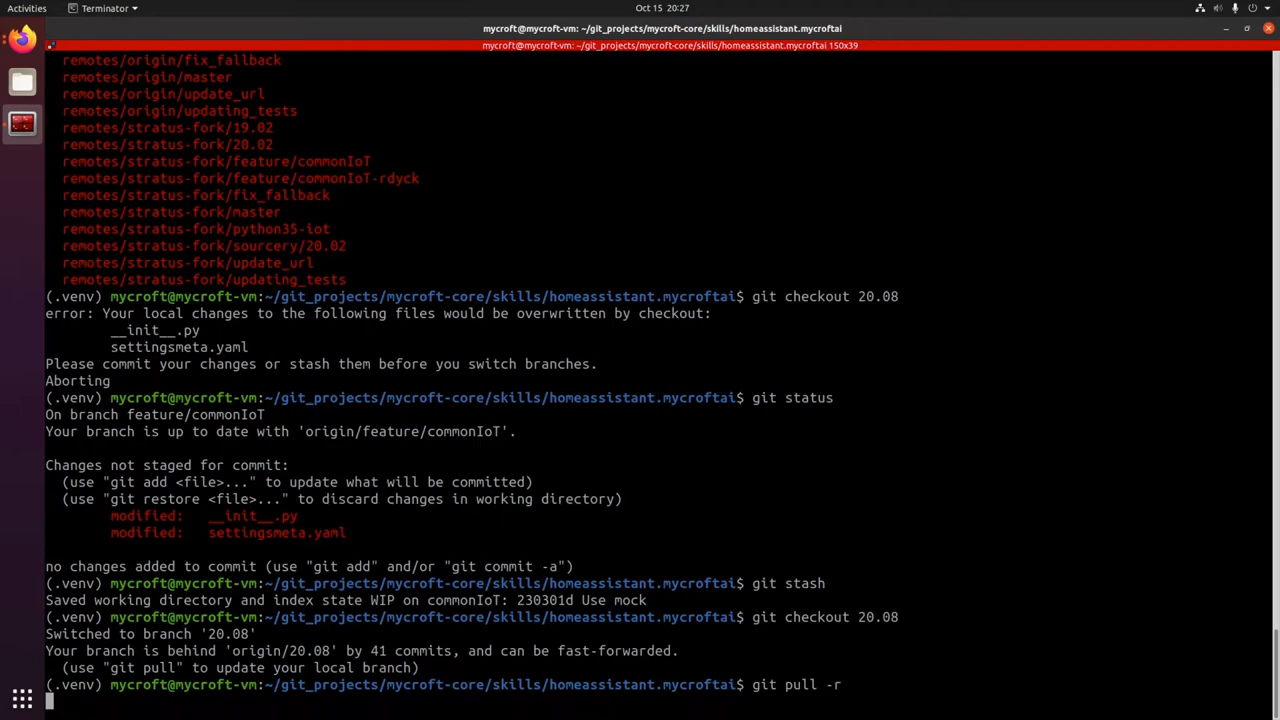 Activities
Terminator
Oct 15 20:27
mycroft@mycroft-vm: ~/git_projects/mycroft-core/skills/homeassistant.mycroftai
mycroft@mycroft-vm: ~/git_projects/mycroft-core/skills/homeassistant.mycroftai 150x39
remotes/origin/fix_fallback
remotes/origin/master
remotes/origin/update_url
remotes/origin/updating_tests
remotes/stratus-fork/19.02
remotes/stratus-fork/20.02
remotes/stratus-fork/feature/commonIoT
remotes/stratus-fork/feature/commonIoT-rdyck
remotes/stratus-fork/fix_fallback
remotes/stratus-fork/master
remotes/stratus-fork/python35-iot
remotes/stratus-fork/sourcery/20.02
remotes/stratus-fork/update_url
remotes/stratus-fork/updating_tests
(.venv) mycroft@mycroft-vm:~/git_projects/mycroft-core/skills/homeassistant.mycroftai$ git checkout 20.08
error: Your local changes to the following files would be overwritten by checkout:
__init__.py
settingsmeta.yaml
Please commit your changes or stash them before you switch branches.
Aborting
(.venv) mycroft@mycroft-vm:~/git_projects/mycroft-core/skills/homeassistant.mycroftai$ git status
On branch feature/commonIoT
Your branch is up to date with 'origin/feature/commonIoT'.
Changes not staged for commit:
(use "git add <file>..." to update what will be committed)
(use "git restore <file>..." to discard changes in working directory)
modified:   __init__.py
modified:   settingsmeta.yaml
no changes added to commit (use "git add" and/or "git commit -a")
(.venv) mycroft@mycroft-vm:~/git_projects/mycroft-core/skills/homeassistant.mycroftai$ git stash
Saved working directory and index state WIP on commonIoT: 230301d Use mock
(.venv) mycroft@mycroft-vm:~/git_projects/mycroft-core/skills/homeassistant.mycroftai$ git checkout 20.08
Switched to branch '20.08'
Your branch is behind 'origin/20.08' by 41 commits, and can be fast-forwarded.
(use "git pull" to update your local branch)
(.venv) mycroft@mycroft-vm:~/git_projects/mycroft-core/skills/homeassistant.mycroftai$ git pull -r